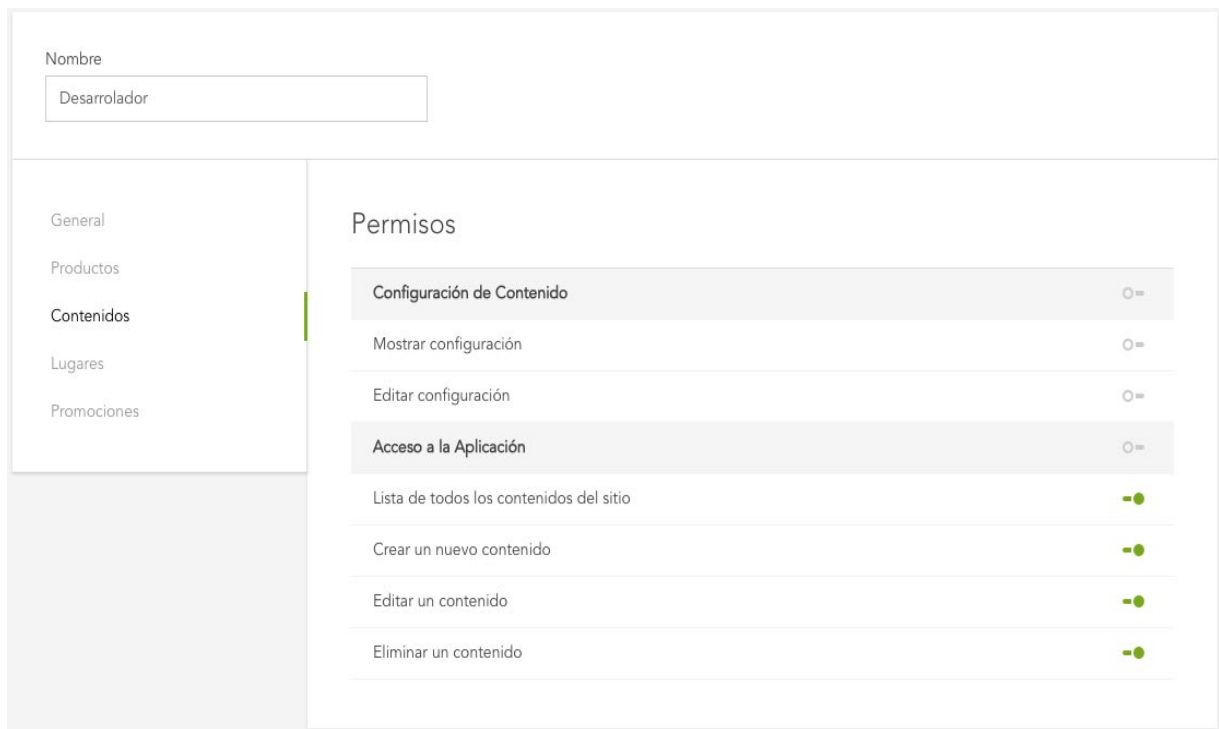 Nombre
Desarrolador
General
Productos
Contenidos
Lugares
Promociones
Permisos
Configuración de Contenido
Mostrar configuración
Editar configuración
Acceso a la Aplicación
Lista de todos los contenidos del sitio
Crear un nuevo contenido
Editar un contenido
Eliminar un contenido